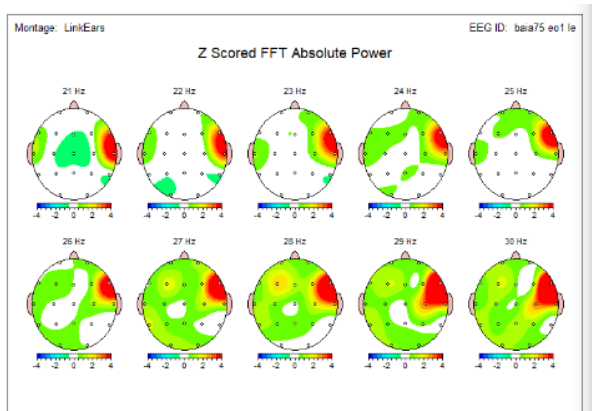 Montage: LinkEars
EEG ID: baia75 eo1 le
Z Scored FFT Absolute Power
21 Hz 22 Hz 23 Hz 24 Hz 25 Hz
-4 -2 0 2 4 -4 -2 0 2 4 -4 -2 0 2 4 -4 -2 0 2 4 -4 -2 0 2 4
26 Hz 27 Hz 28 Hz 29 Hz 30 Hz
-4 -2 0 2 4 -4 -2 0 2 4 -4 -2 0 2 4 -4 -2 0 2 4 -4 -2 0 2 4